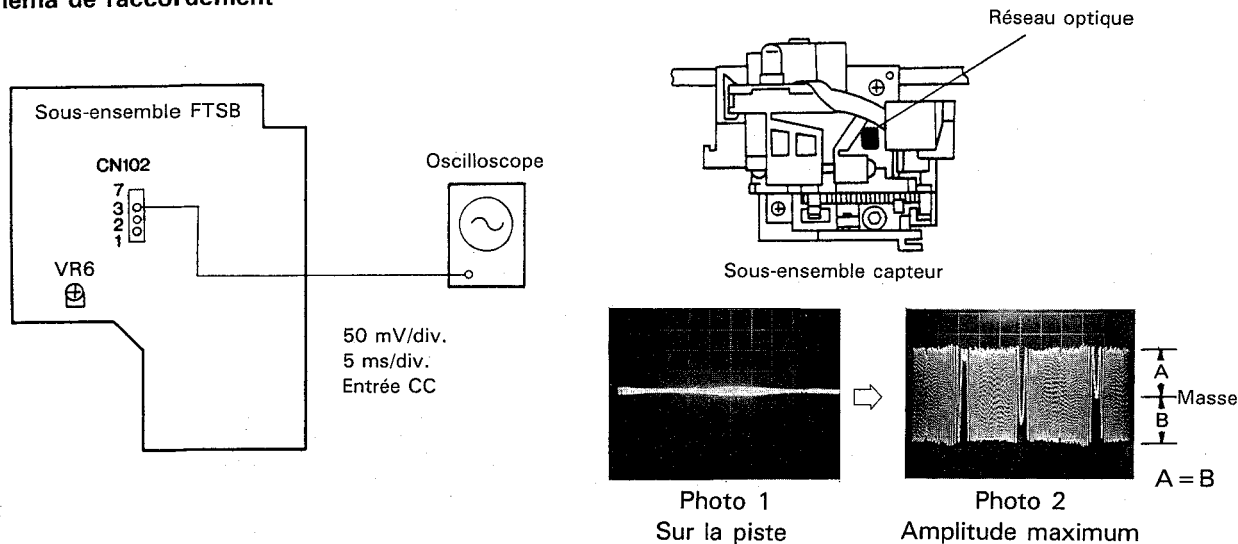 Réseau optique
Sous-ensemble FTSB
CN102
7
3
2
1
VR6
Oscilloscope
50 mV/div.
5 ms/div.
Entrée CC
Sous-ensemble capteur
A
Masse
B
A = B
Photo 1
Sur la piste
Photo 2
Amplitude maximum